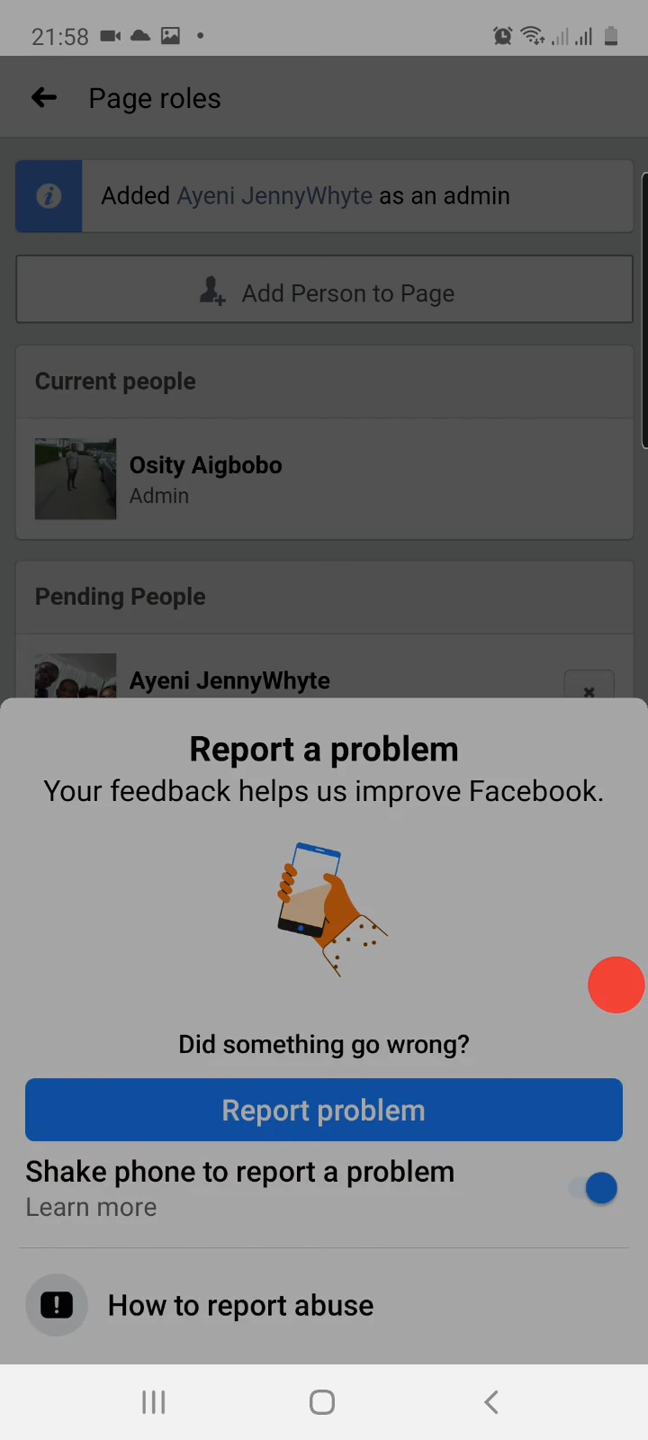 21:58
Page roles
Added Ayeni JennyWhyte as an admin
Add Person to Page
Current people
Osity Aigbobo
Admin
Pending People
Ayeni JennyWhyte
Report a problem
Your feedback helps us improve Facebook.
Did something go wrong?
Report problem
Shake phone to report a problem
Learn more
How to report abuse